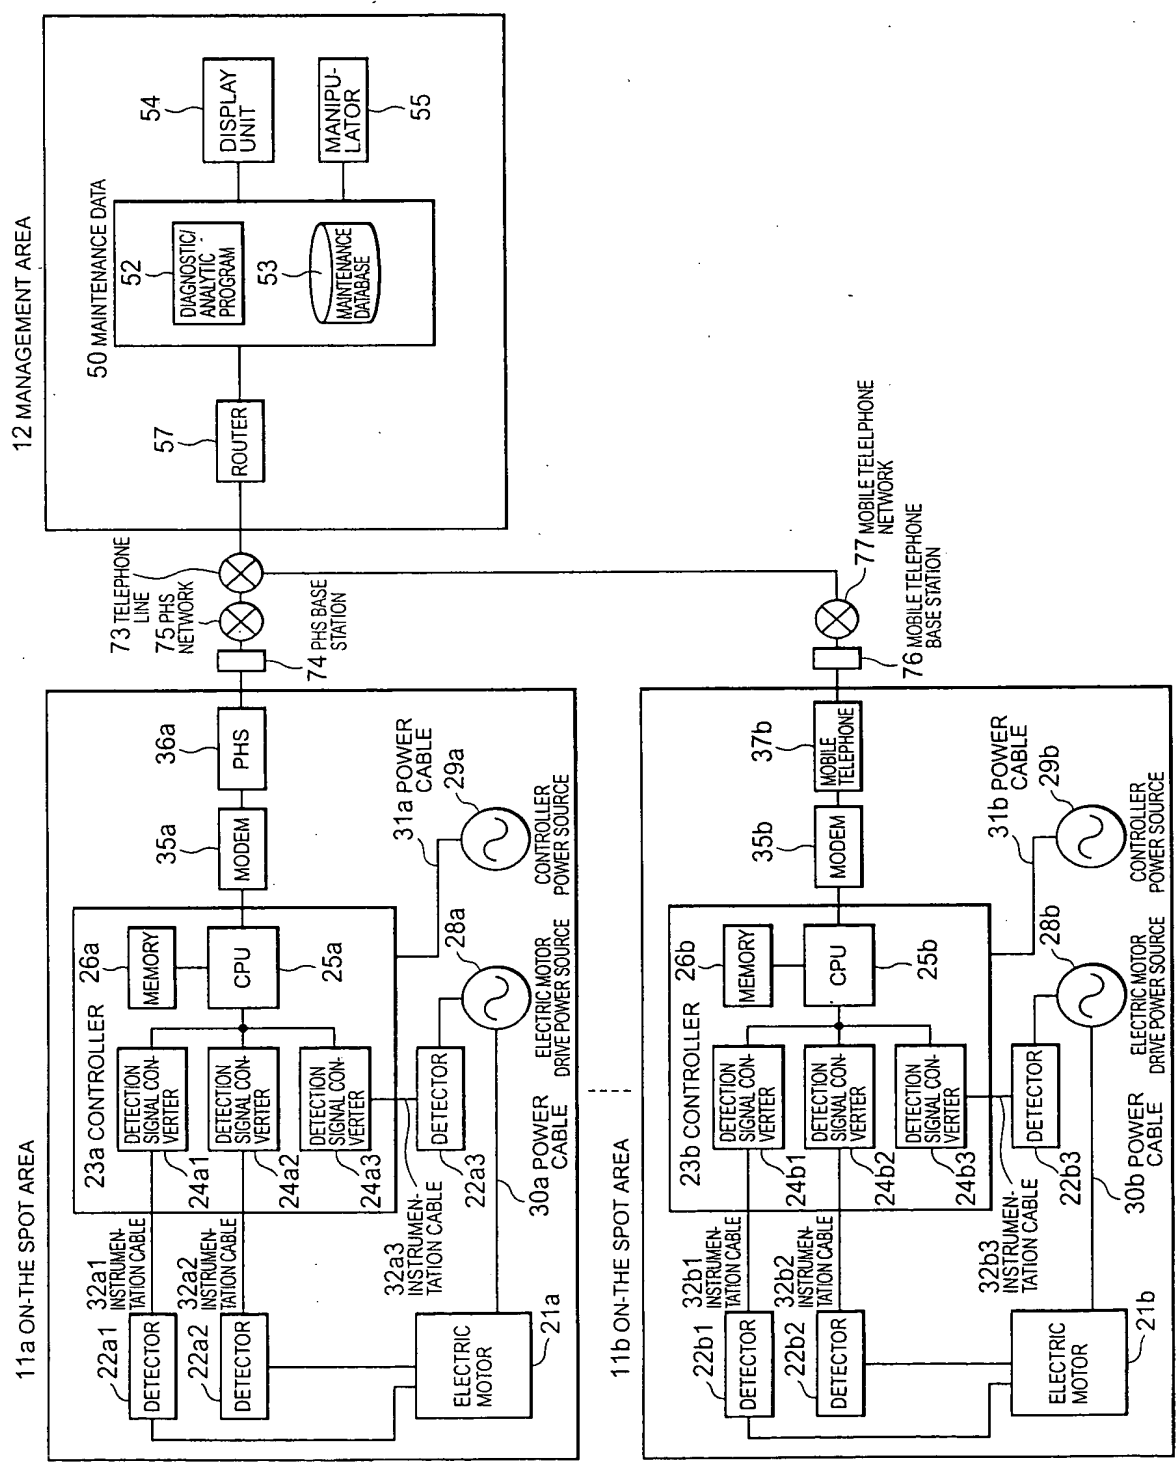 12 MANAGEMENT AREA
50 MAINTENANCE DATA
52
DIAGNOSTIC/
ANALYTIC
PROGRAM
53
MAINTENANCE
DATABASE
54
DISPLAY
UNIT
MANIPU-
LATOR
55
57
ROUTER
73 TELEPHONE
LINE
75 PHS
NETWORK
74 PHS BASE
STATION
77 MOBILE TELELPHONE
NETWORK
76 MOBILE TELEPHONE
BASE STATION
11a ON-THE SPOT AREA
23a CONTROLLER
22a1
DETECTOR
32a1
INSTRUMEN-
TATION CABLE
22a2
DETECTOR
32a2
INSTRUMEN-
TATION CABLE
DETECTION
SIGNAL CON-
VERTER
24a1
DETECTION
SIGNAL CON-
VERTER
24a2
DETECTION
SIGNAL CON-
VERTER
24a3
26a
MEMORY
CPU
25a
35a
MODEM
36a
PHS
32a3
INSTRUMEN-
TATION CABLE
DETECTOR
22a3
31a POWER
CABLE
29a
CONTROLLER
POWER SOURCE
28a
ELECTRIC MOTOR
DRIVE POWER SOURCE
30a POWER
CABLE
ELECTRIC
MOTOR
21a
11b ON-THE SPOT AREA
23b CONTROLLER
22b1
DETECTOR
32b1
INSTRUMEN-
TATION CABLE
22b2
DETECTOR
32b2
INSTRUMEN-
TATION CABLE
DETECTION
SIGNAL CON-
VERTER
24b1
DETECTION
SIGNAL CON-
VERTER
24b2
DETECTION
SIGNAL CON-
VERTER
24b3
26b
MEMORY
CPU
25b
35b
MODEM
37b
MOBILE
TELEPHONE
32b3
INSTRUMEN-
TATION CABLE
DETECTOR
22b3
31b POWER
CABLE
29b
CONTROLLER
POWER SOURCE
28b
ELECTRIC MOTOR
DRIVE POWER SOURCE
30b POWER
CABLE
ELECTRIC
MOTOR
21b